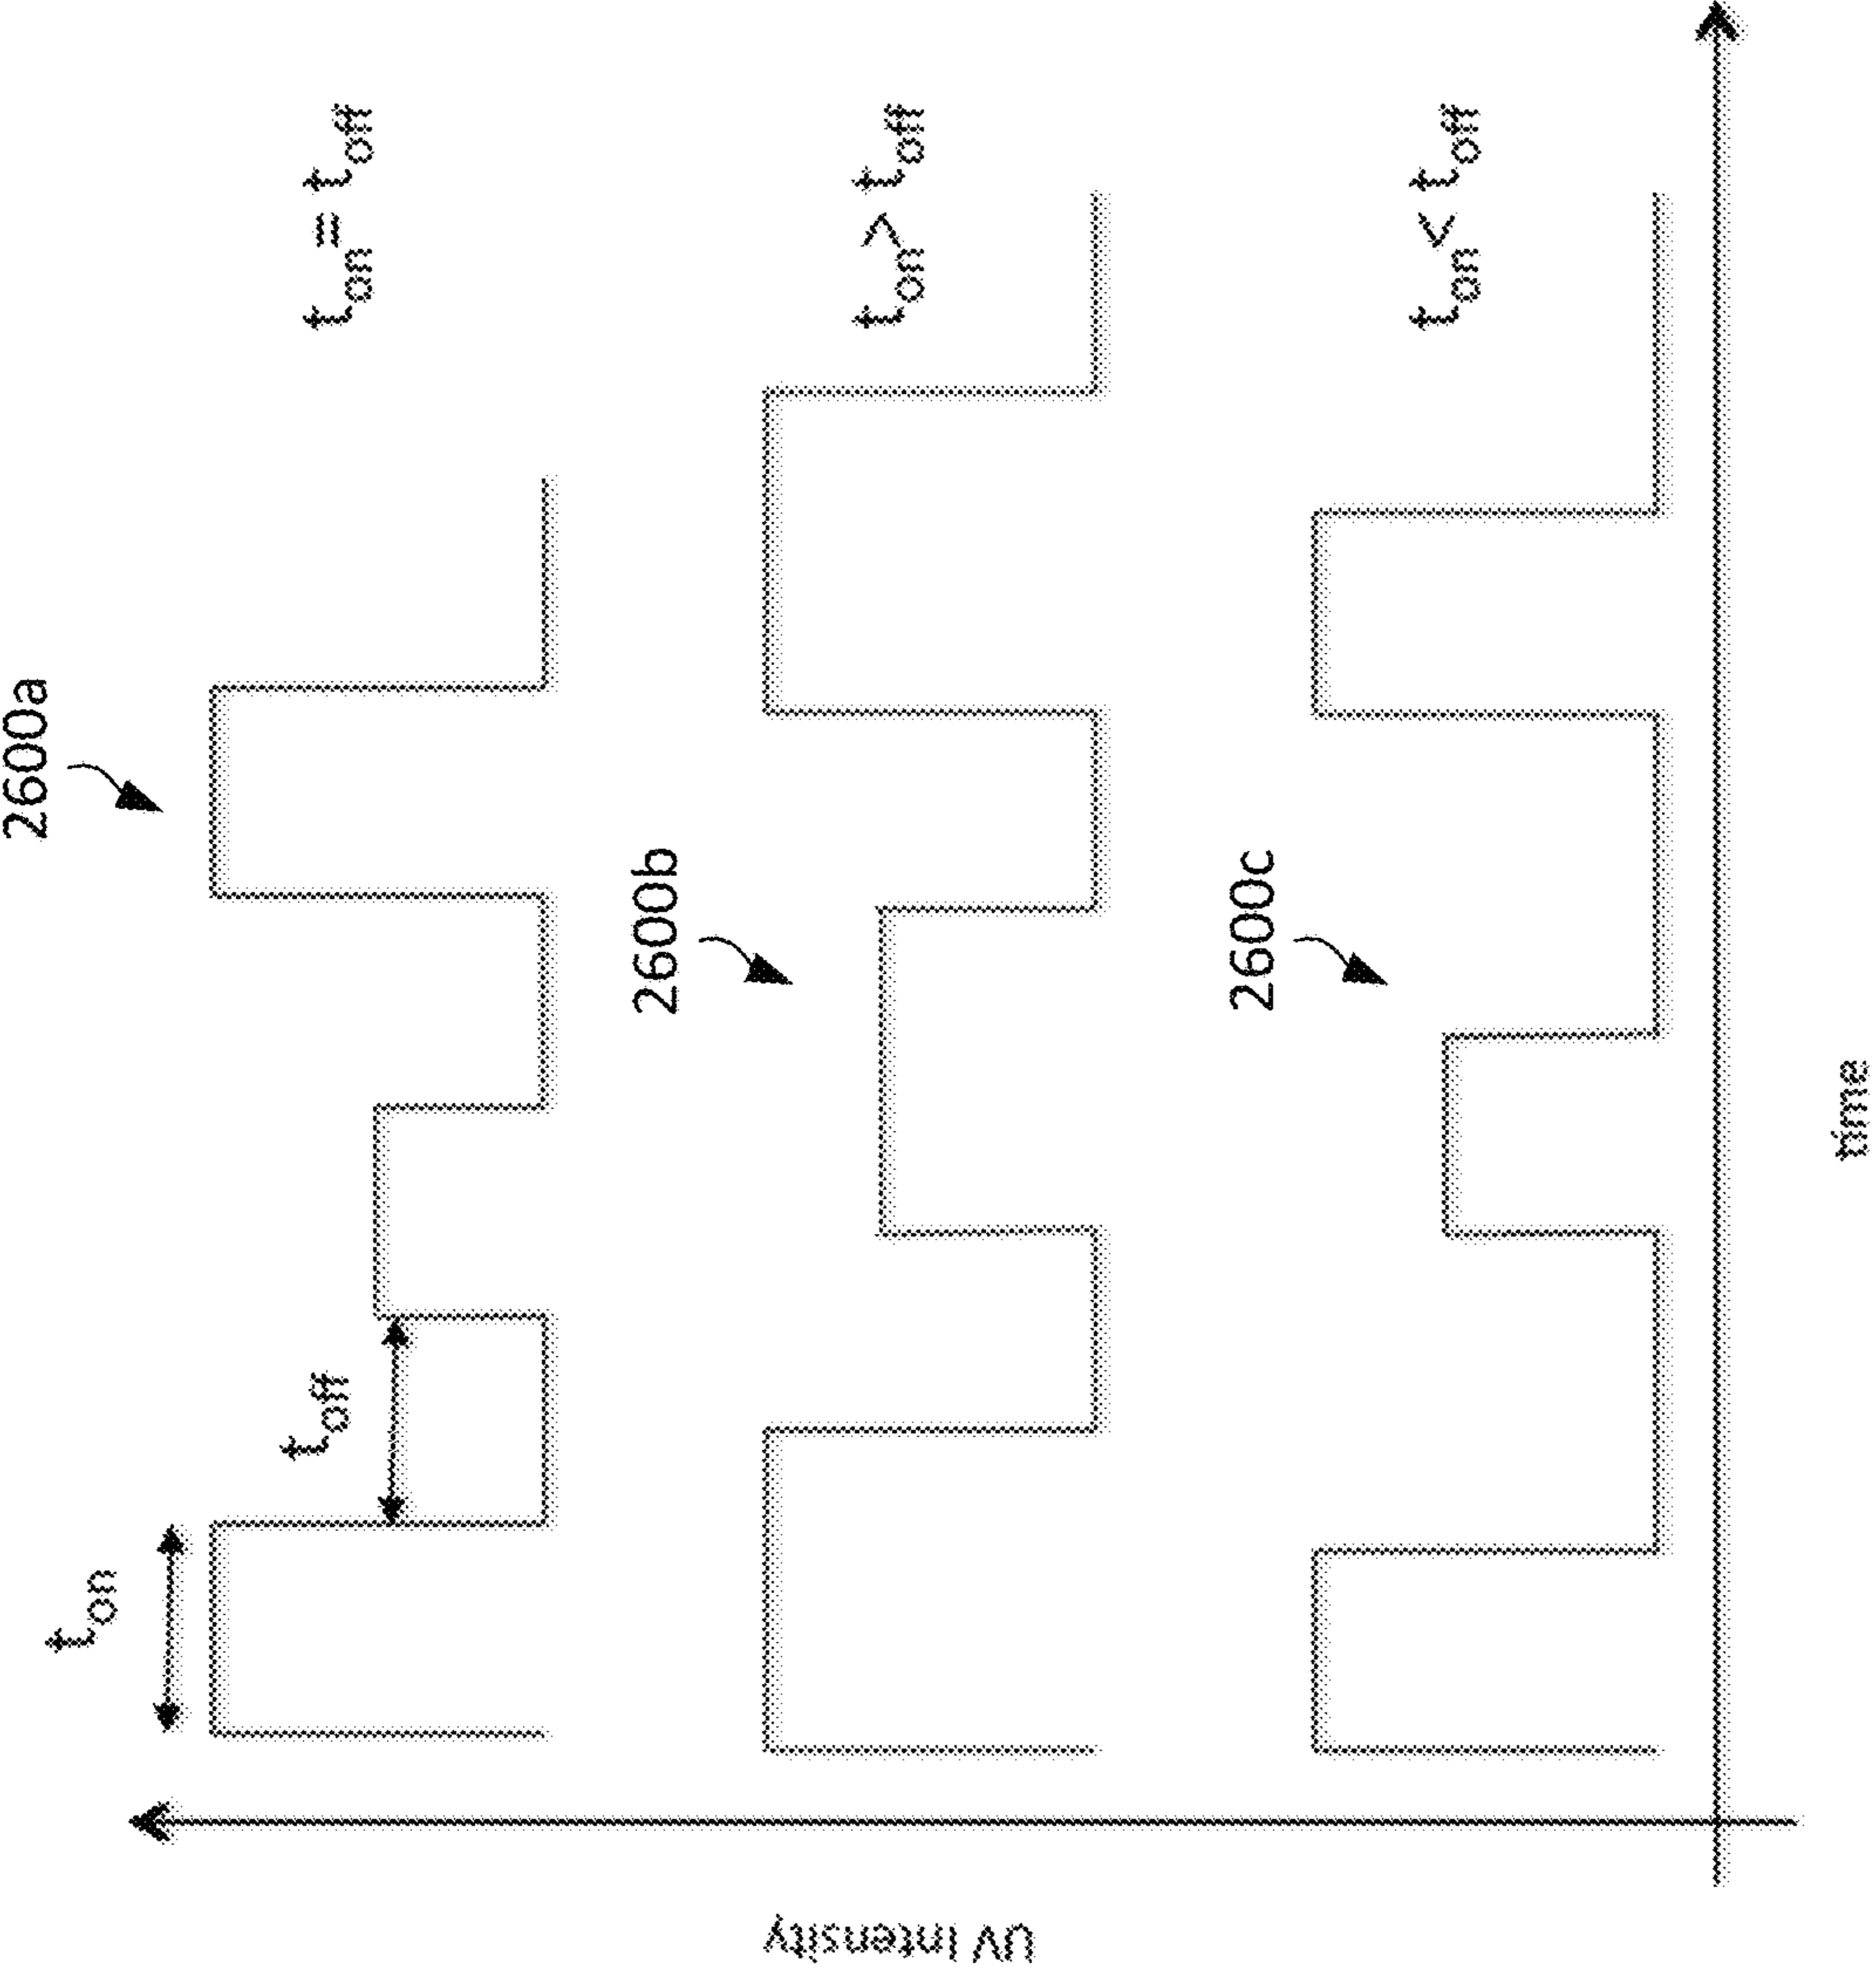 2600a
t_on
t_off
t_on = t_off
2600b
t_on > t_off
2600c
t_on < t_off
UV Intensity
Time